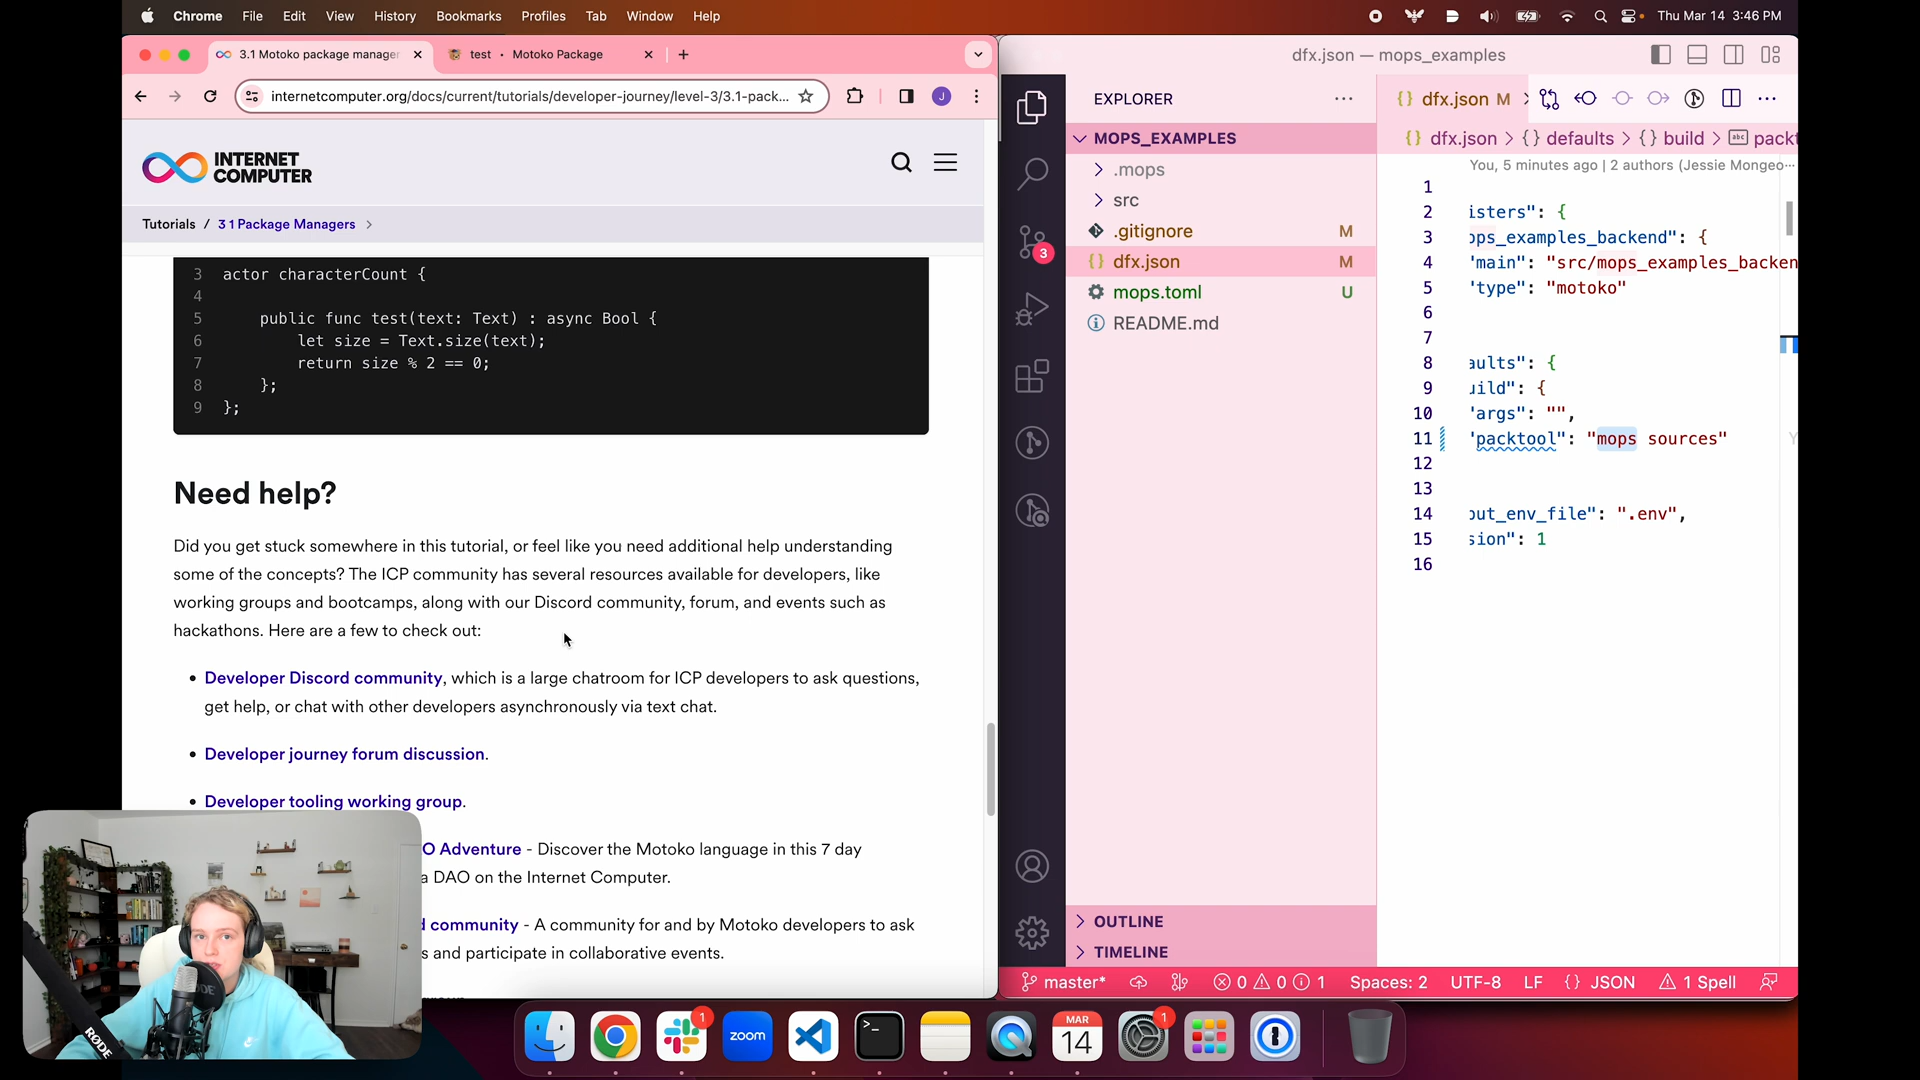 Chrome File Edit View History Bookmarks Profiles Tab Window Help
Thu Mar 14 3:46 PM
3.1 Motoko package manager
test • Motoko Package
internetcomputer.org/docs/current/tutorials/developer-journey/level-3/3.1-pack...
J
INTERNET
COMPUTER
Tutorials / 3 1 Package Managers >
3 actor characterCount {
4
5 public func test(text: Text) : async Bool {
6 let size = Text.size(text);
7 return size % 2 == 0;
8 };
9 };
Need help?
Did you get stuck somewhere in this tutorial, or feel like you need additional help understanding
some of the concepts? The ICP community has several resources available for developers, like
working groups and bootcamps, along with our Discord community, forum, and events such as
hackathons. Here are a few to check out:
• Developer Discord community, which is a large chatroom for ICP developers to ask questions,
get help, or chat with other developers asynchronously via text chat.
• Developer journey forum discussion.
• Developer tooling working group.
O Adventure - Discover the Motoko language in this 7 day
a DAO on the Internet Computer.
community - A community for and by Motoko developers to ask
s and participate in collaborative events.
RØDE
dfx.json — mops_examples
EXPLORER
MOPS_EXAMPLES
.mops
src
.gitignore M
dfx.json M
mops.toml U
README.md
OUTLINE
TIMELINE
3
{} dfx.json M
{} dfx.json > {} defaults > {} build > abc packt
You, 5 minutes ago | 2 authors (Jessie Mongeo...
1
2 isters": {
3 ops_examples_backend": {
4 "main": "src/mops_examples_backen
5 "type": "motoko"
6
7
8 aults": {
9 uild": {
10 "args": "",
11 "packtool": "mops sources"
12
13
14 put_env_file": ".env",
15 sion": 1
16
master* 0 0 1 Spaces: 2 UTF-8 LF {} JSON 1 Spell
1
zoom
>_
MAR
14
1